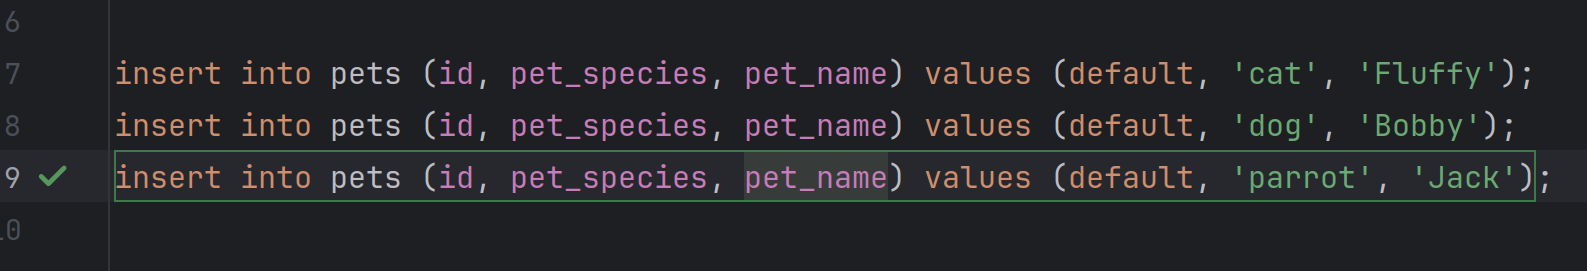 6
7 insert into pets (id, pet_species, pet_name) values (default, 'cat', 'Fluffy');
8 insert into pets (id, pet_species, pet_name) values (default, 'dog', 'Bobby');
9 insert into pets (id, pet_species, pet_name) values (default, 'parrot', 'Jack');
10